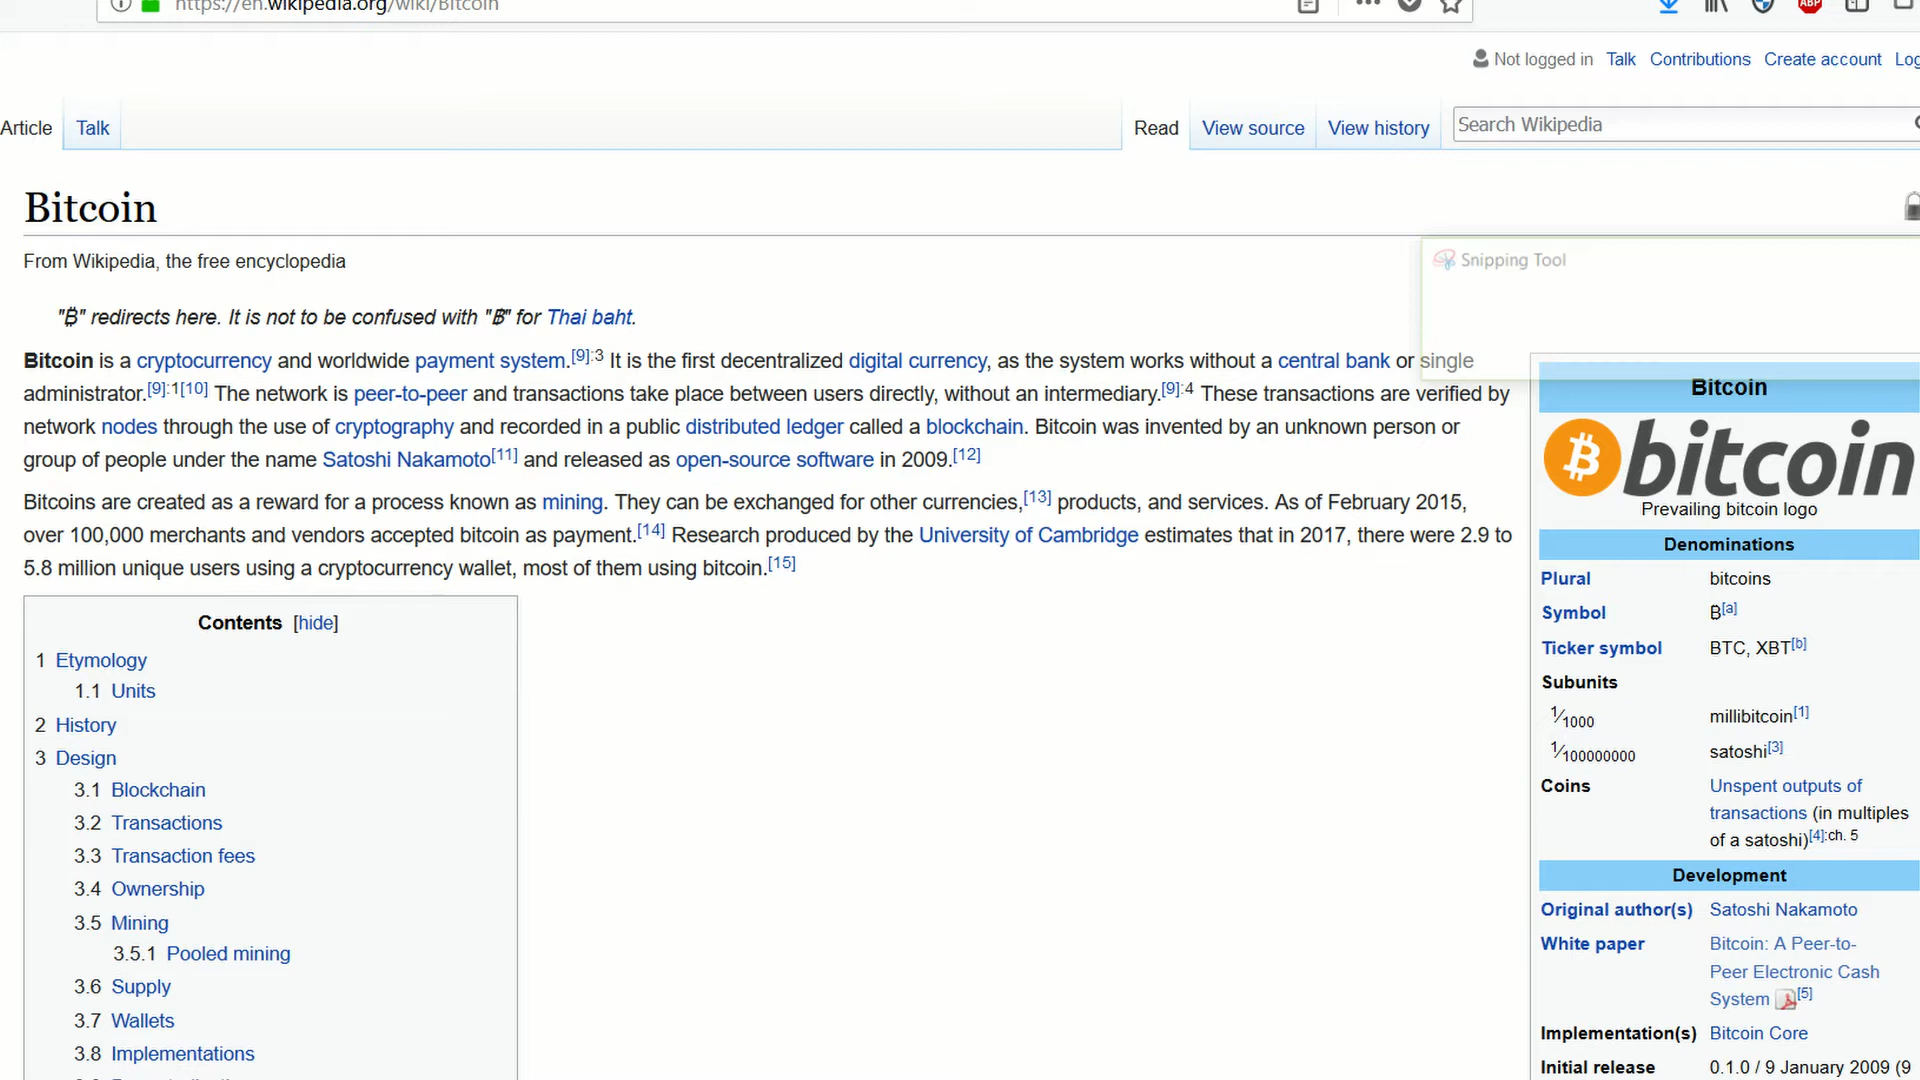 https://en.wikipedia.org/wiki/Bitcoin
ABP
Not logged in Talk Contributions Create account Log
Article Talk Read View source View history Search Wikipedia
Bitcoin
From Wikipedia, the free encyclopedia
Snipping Tool
"₿" redirects here. It is not to be confused with "฿" for Thai baht.
Bitcoin is a cryptocurrency and worldwide payment system.[9]:3 It is the first decentralized digital currency, as the system works without a central bank or single
administrator.[9]:1[10] The network is peer-to-peer and transactions take place between users directly, without an intermediary.[9]:4 These transactions are verified by
network nodes through the use of cryptography and recorded in a public distributed ledger called a blockchain. Bitcoin was invented by an unknown person or
group of people under the name Satoshi Nakamoto[11] and released as open-source software in 2009.[12]
Bitcoins are created as a reward for a process known as mining. They can be exchanged for other currencies,[13] products, and services. As of February 2015,
over 100,000 merchants and vendors accepted bitcoin as payment.[14] Research produced by the University of Cambridge estimates that in 2017, there were 2.9 to
5.8 million unique users using a cryptocurrency wallet, most of them using bitcoin.[15]
Contents [hide]
1 Etymology
1.1 Units
2 History
3 Design
3.1 Blockchain
3.2 Transactions
3.3 Transaction fees
3.4 Ownership
3.5 Mining
3.5.1 Pooled mining
3.6 Supply
3.7 Wallets
3.8 Implementations
Bitcoin
bitcoin
Prevailing bitcoin logo
Denominations
Plural bitcoins
Symbol ₿[a]
Ticker symbol BTC, XBT[b]
Subunits
1⁄1000 millibitcoin[1]
1⁄100000000 satoshi[3]
Coins Unspent outputs of
transactions (in multiples
of a satoshi)[4]:ch. 5
Development
Original author(s) Satoshi Nakamoto
White paper Bitcoin: A Peer-to-
Peer Electronic Cash
System [5]
Implementation(s) Bitcoin Core
Initial release 0.1.0 / 9 January 2009 (9